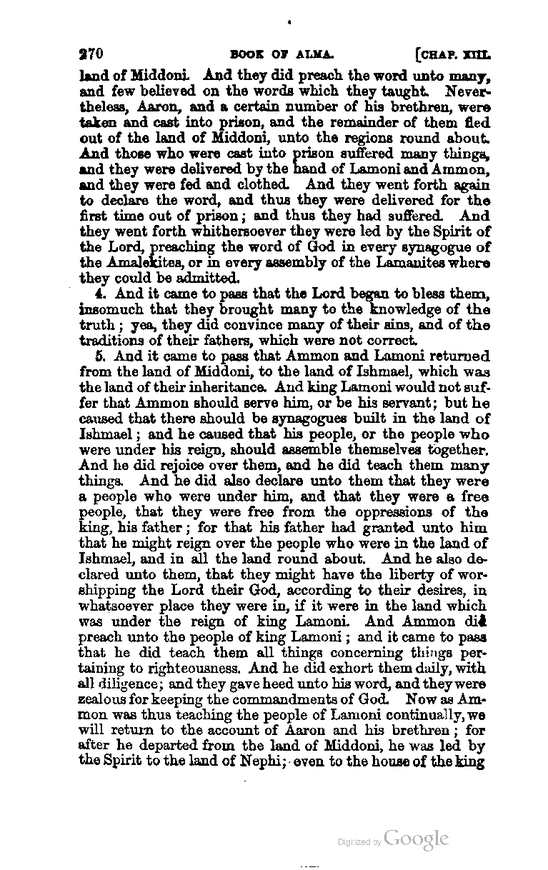 270 BOOK OF ALMA. [CHAP. XIII.
land of Middoni. And they did preach the word unto many,
and few believed on the words which they taught. Never-
theless, Aaron, and a certain number of his brethren, were
taken and cast into prison, and the remainder of them fled
out of the land of Middoni, unto the regions round about.
And those who were cast into prison suffered many things,
and they were delivered by the hand of Lamoni and Ammon,
and they were fed and clothed. And they went forth again
to declare the word, and thus they were delivered for the
first time out of prison; and thus they had suffered. And
they went forth whithersoever they were led by the Spirit of
the Lord, preaching the word of God in every synagogue of
the Amalekites, or in every assembly of the Lamanites where
they could be admitted.
4. And it came to pass that the Lord began to bless them,
insomuch that they brought many to the knowledge of the
truth; yea, they did convince many of their sins, and of the
traditions of their fathers, which were not correct.
5. And it came to pass that Ammon and Lamoni returned
from the land of Middoni, to the land of Ishmael, which was
the land of their inheritance. And king Lamoni would not suf-
fer that Ammon should serve him, or be his servant; but he
caused that there should be synagogues built in the land of
Ishmael; and he caused that his people, or the people who
were under his reign, should assemble themselves together.
And he did rejoice over them, and he did teach them many
things. And he did also declare unto them that they were
a people who were under him, and that they were a free
people, that they were free from the oppressions of the
king, his father; for that his father had granted unto him
that he might reign over the people who were in the land of
Ishmael, and in all the land round about. And he also de-
clared unto them, that they might have the liberty of wor-
shipping the Lord their God, according to their desires, in
whatsoever place they were in, if it were in the land which
was under the reign of king Lamoni. And Ammon did
preach unto the people of king Lamoni; and it came to pass
that he did teach them all things concerning things per-
taining to righteousness. And he did exhort them daily, with
all diligence; and they gave heed unto his word, and they were
zealous for keeping the commandments of God. Now as Am-
mon was thus teaching the people of Lamoni continually, we
will return to the account of Aaron and his brethren; for
after he departed from the land of Middoni, he was led by
the Spirit to the land of Nephi; even to the house of the king
Digitized by Google